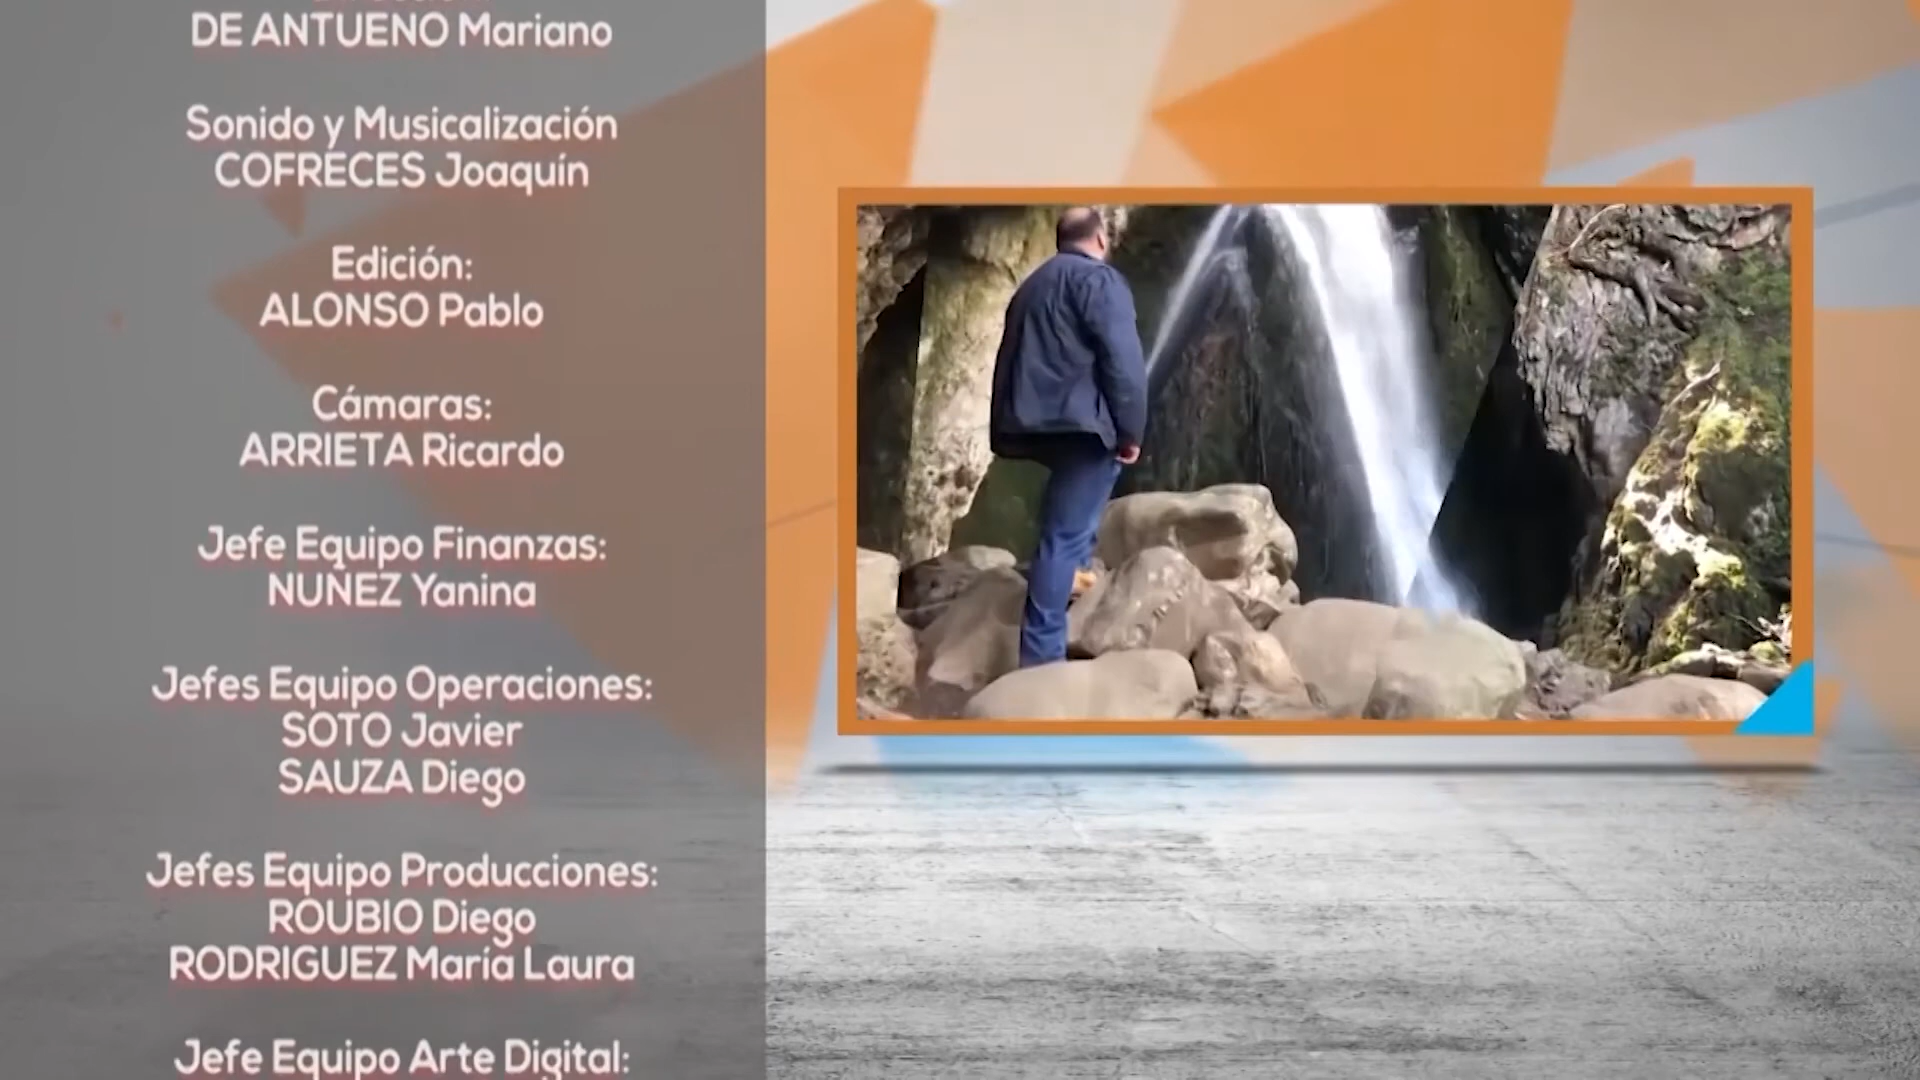 DE ANTUENO Mariano
Sonido y Musicalización
COFRECES Joaquín
Edición:
ALONSO Pablo
Cámaras:
ARRIETA Ricardo
Jefe Equipo Finanzas:
NUÑEZ Yanina
Jefes Equipo Operaciones:
SOTO Javier
SAUZA Diego
Jefes Equipo Producciones:
ROUBIO Diego
RODRIGUEZ María Laura
Jefe Equipo Arte Digital: